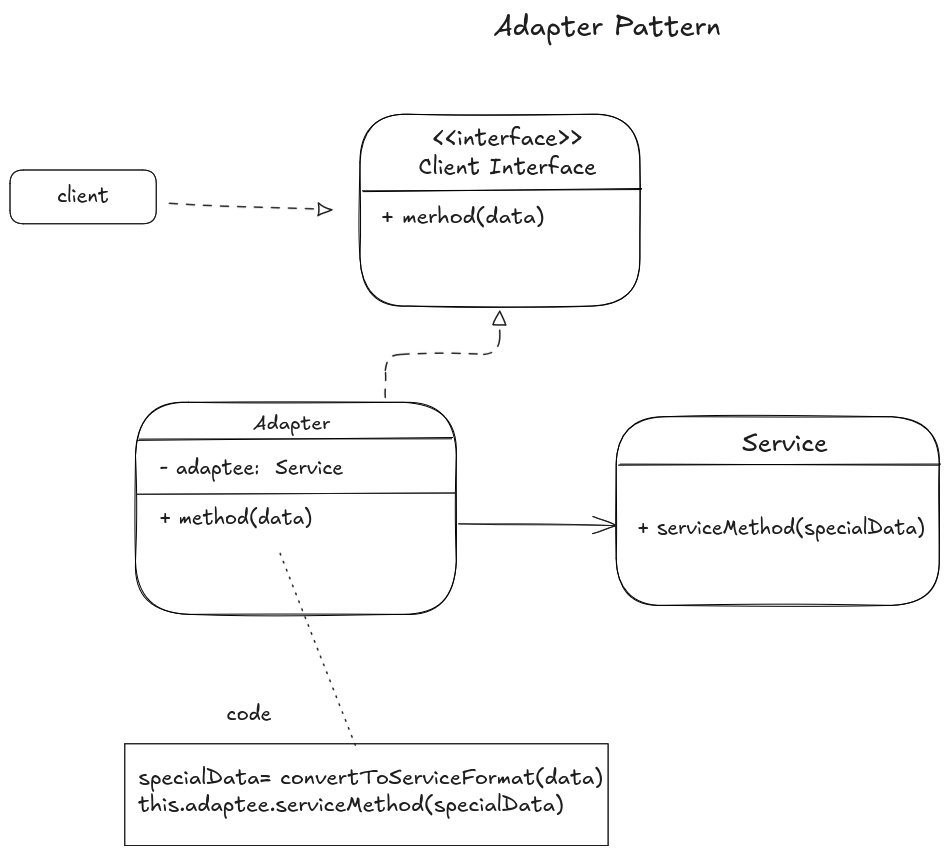 Adapter Pattern
<<interface>>
Client Interface
client
+ merhod(data)
Adapter
- adaptee: Service
+ method(data)
Service
+ serviceMethod(specialData)
code
specialData= convertToServiceFormat(data)
this.adaptee.serviceMethod(specialData)